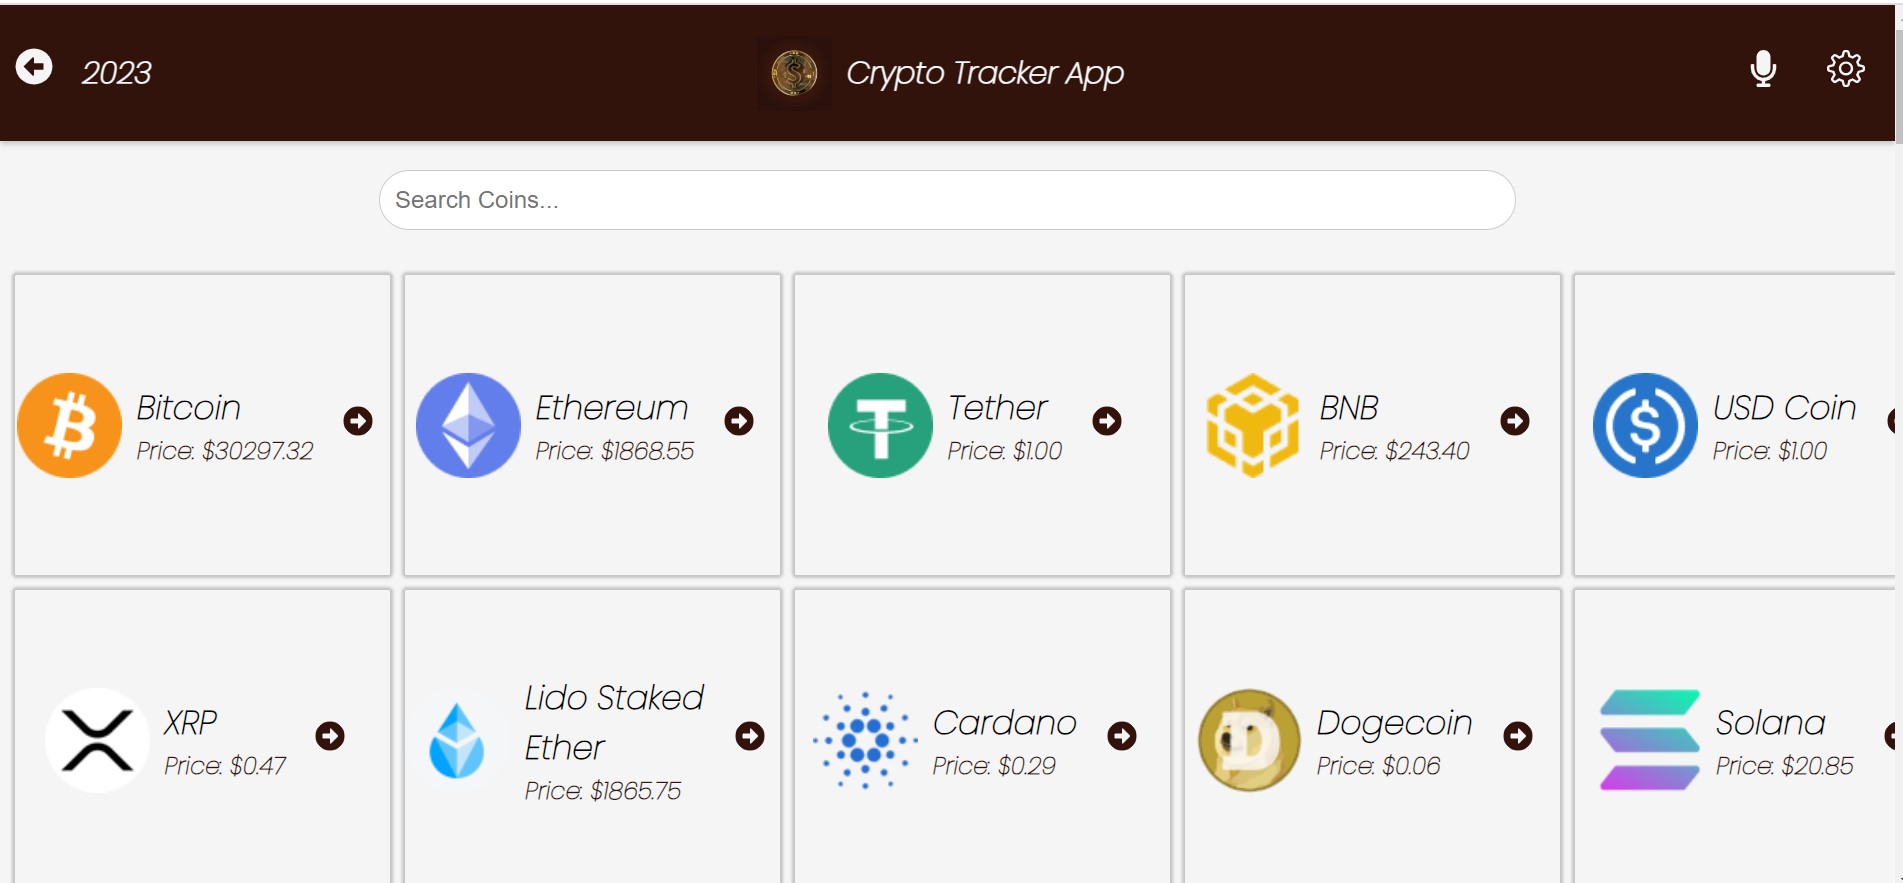 2023
Crypto Tracker App
Search Coins...
Bitcoin
Price: $30297.32
Ethereum
Price: $1868.55
Tether
Price: $1.00
BNB
Price: $243.40
USD Coin
Price: $1.00
XRP
Price: $0.47
Lido Staked
Ether
Price: $1865.75
Cardano
Price: $0.29
Dogecoin
Price: $0.06
Solana
Price: $20.85